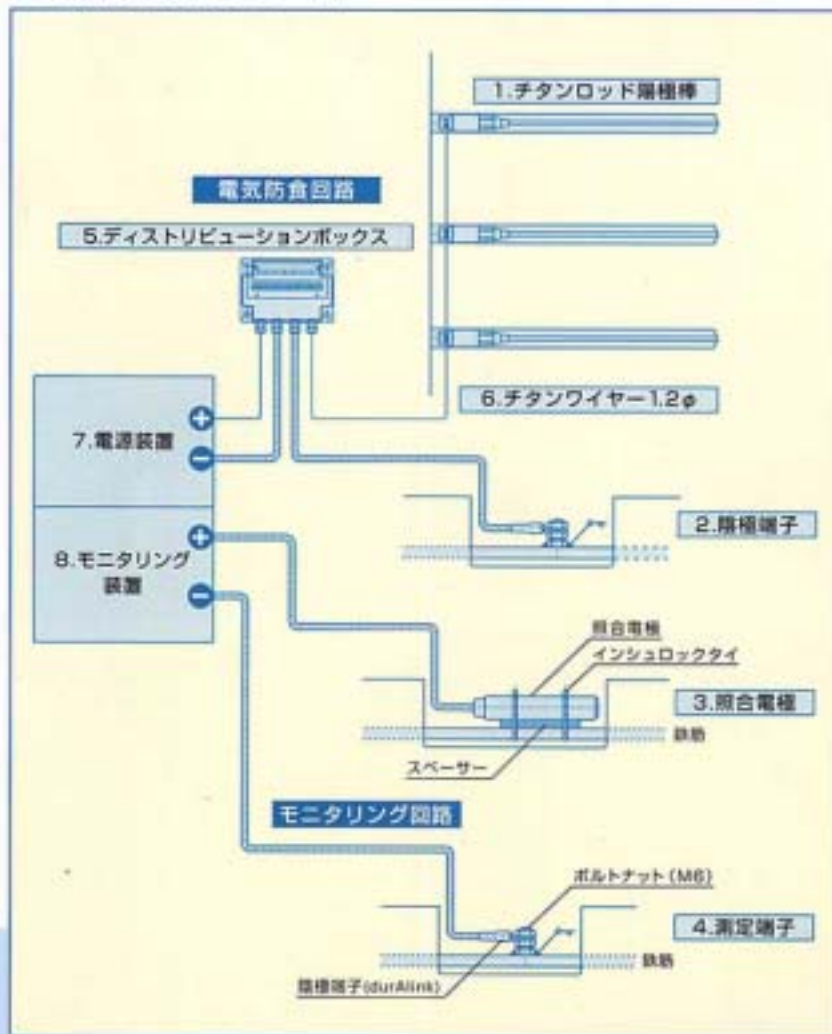 1.チタンロッド陽極棒
電気防食回路
5.ディストリビューションボックス
6.チタンワイヤー1.2φ
7.電源装置
2.陰極端子
8.モニタリング
装置
照合電極
インシュロックタイ
3.照合電極
鉄筋
スペーサー
モニタリング回路
ボルトナット(M6)
4.測定端子
鉄筋
陰極端子(durAlink)